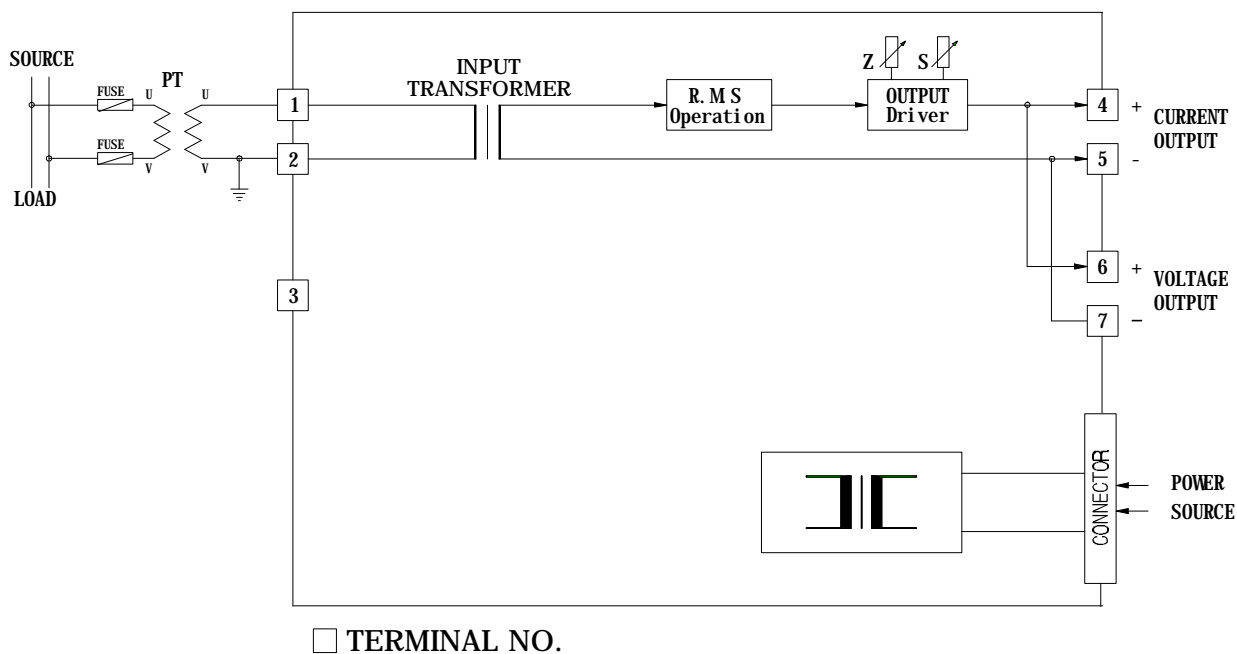 SOURCE
PT
FUSE
U
U
FUSE
V
V
LOAD
1
2
3
INPUT
TRANSFORMER
R.M.S
Operation
Z
S
OUTPUT
Driver
4
+
CURRENT
OUTPUT
5
-
6
+
VOLTAGE
OUTPUT
7
-
CONNECTOR
POWER
SOURCE
TERMINAL NO.